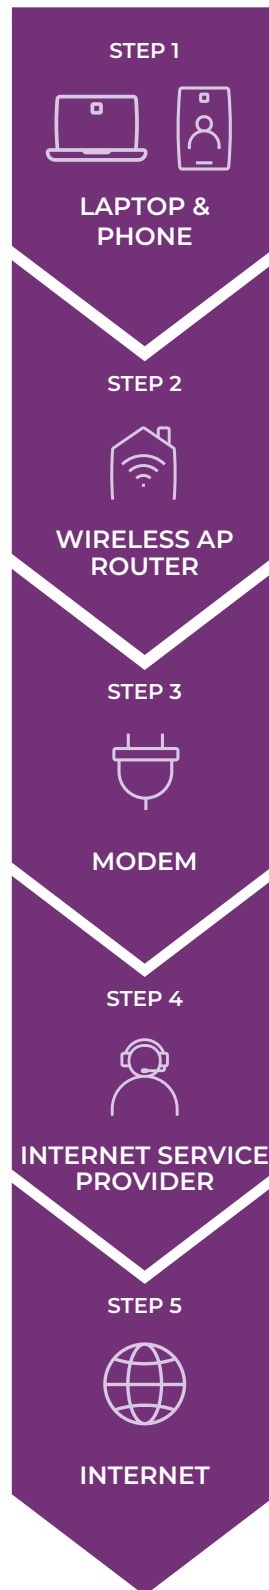 STEP 1
LAPTOP &
PHONE
STEP 2
WIRELESS AP
ROUTER
STEP 3
MODEM
STEP 4
INTERNET SERVICE
PROVIDER
STEP 5
INTERNET